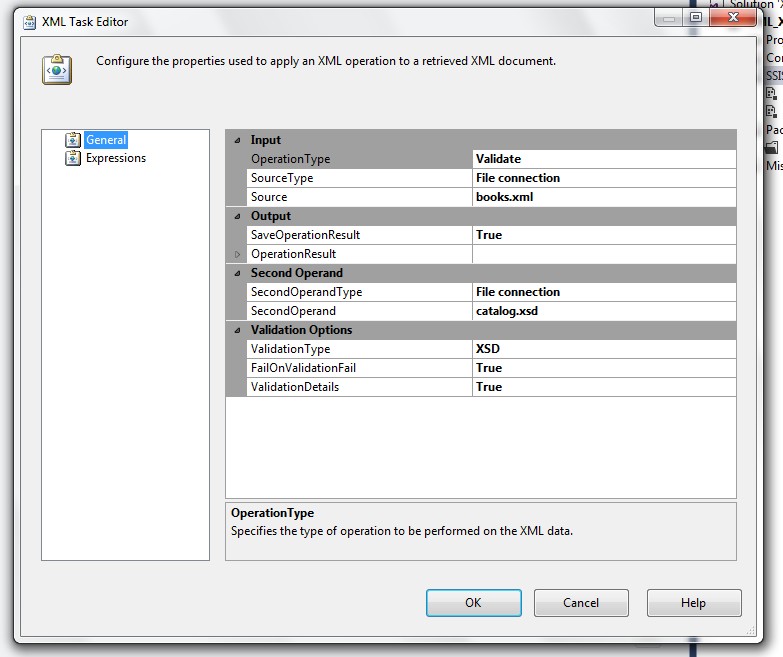 Solution 'X
XML Task Editor
IL_X
Pro
Configure the properties used to apply an XML operation to a retrieved XML document.
Con
SSIS
Pac
Mis
General
Expressions
Input
OperationType Validate
SourceType File connection
Source books.xml
Output
SaveOperationResult True
OperationResult
Second Operand
SecondOperandType File connection
SecondOperand catalog.xsd
Validation Options
ValidationType XSD
FailOnValidationFail True
ValidationDetails True
OperationType
Specifies the type of operation to be performed on the XML data.
OK Cancel Help